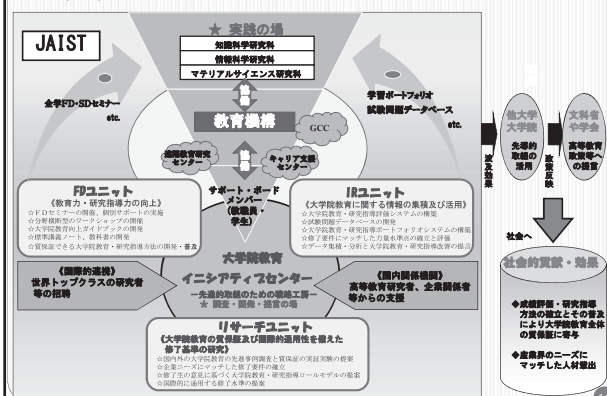 JAIST
★ 実践の場
知識科学研究科
情報科学研究科
マテリアルサイエンス研究科
全学FD・SDセミナー
etc.
学習ポートフォリオ
試験問題データベース
etc.
教育機構
GCC
遠隔教育研究
センター
キャリア支援
センター
サポート・ボード
メンバー
(教職員・
学生)
FDユニット
《教育力・研究指導力の向上》
☆FDセミナーの開催、個別サポートの実施
☆分野横断型のワークショップの開催
☆大学院教育向上ガイドブックの開発
☆標準講義ノート、教科書の開発
☆質保証できる大学院教育・研究指導方法の開発・普及
IRユニット
《大学院教育に関する情報の集積及び活用》
☆大学院教育・研究指導評価システムの構築
☆試験問題データベースの開発
☆大学院教育・研究指導ポートフォリオシステムの構築
☆修了要件にマッチした力量水準点の確立と評価
☆データ集積・分析と大学院教育・研究指導改善の提言
大学院教育
イニシアティブセンター
―先進的取組のための戦略工房―
★ 調査・開発・提言の場
《国際的連携》
世界トップクラスの研究者
等の招聘
《国内関係機関》
高等教育研究者、企業関係者
等からの支援
リサーチユニット
《大学院教育の質保証及び国際的通用性を備えた
修了基準の研究》
☆国内外の大学院教育の先進事例調査と質保証の実証実験の提案
☆企業ニーズにマッチした修了要件の確立
☆修了生の意見に基づく大学院教育・研究指導ロールモデルの提案
☆国際的に通用する修了水準の提案
波及効果
他大学
大学院
先導的
取組の
活用
政策反映
文科省
や学会
高等教育
政策等へ
の提言
社会へ
社会的貢献・効果
◆成績評価・研究指導
方法の確立とその普及
により大学院教育全体
の質保証に寄与
◆産業界のニーズに
マッチした人材輩出